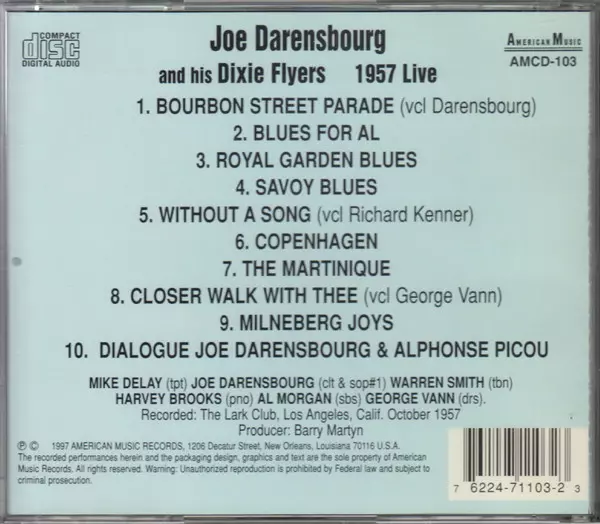 COMPACT
disc
DIGITAL AUDIO
Joe Darensbourg
and his Dixie Flyers 1957 Live
AMERICAN MUSIC
AMCD-103
1. BOURBON STREET PARADE (vcl Darensbourg)
2. BLUES FOR AL
3. ROYAL GARDEN BLUES
4. SAVOY BLUES
5. WITHOUT A SONG (vcl Richard Kenner)
6. COPENHAGEN
7. THE MARTINIQUE
8. CLOSER WALK WITH THEE (vcl George Vann)
9. MILNEBERG JOYS
10. DIALOGUE JOE DARENSBOURG & ALPHONSE PICOU
MIKE DELAY (tpt) JOE DARENSBOURG (clt & sop#1) WARREN SMITH (tbn)
HARVEY BROOKS (pno) AL MORGAN (sbs) GEORGE VANN (drs).
Recorded: The Lark Club, Los Angeles, Calif. October 1957
Producer: Barry Martyn
℗ © 1997 AMERICAN MUSIC RECORDS, 1206 Decatur Street, New Orleans, Louisiana 70116 U.S.A.
The recorded performances herein and the packaging design, graphics and text are the sole property of American
Music Records. All rights reserved. Warning: Unauthorized reproduction is prohibited by Federal law and subject to
criminal prosecution.
7 62247-1103-2 3